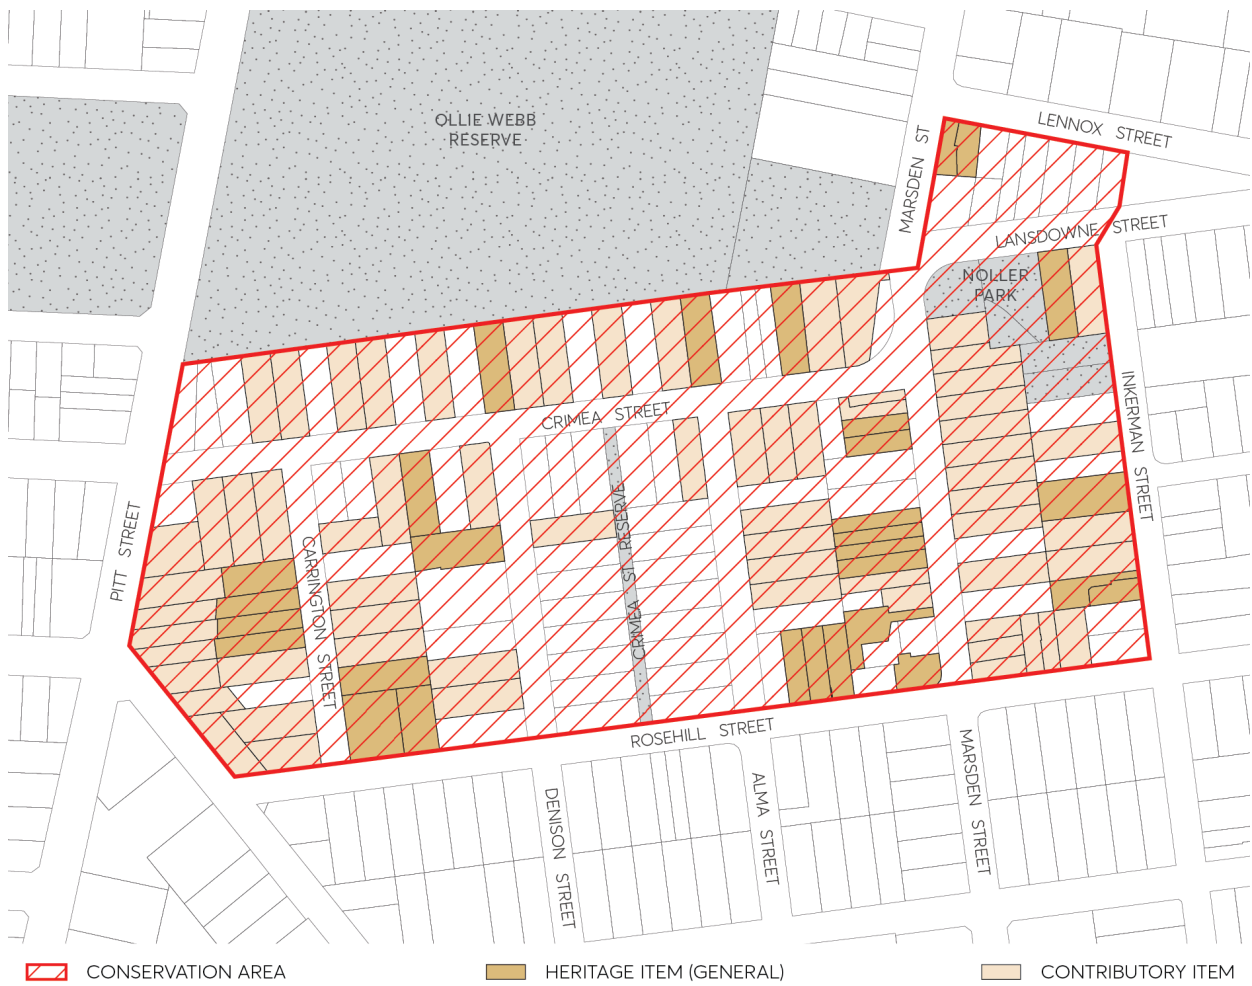 OLLIE WEBB
RESERVE
LENNOX STREET
MARSDEN ST
LANSDOWNE STREET
NOLLER
PARK
CRIMEA STREET
INKERMAN STREET
PITT STREET
CARRINGTON STREET
CRIMEA ST RESERVE
ROSEHILL STREET
DENISON STREET
ALMA STREET
MARSDEN STREET
CONSERVATION AREA
HERITAGE ITEM (GENERAL)
CONTRIBUTORY ITEM